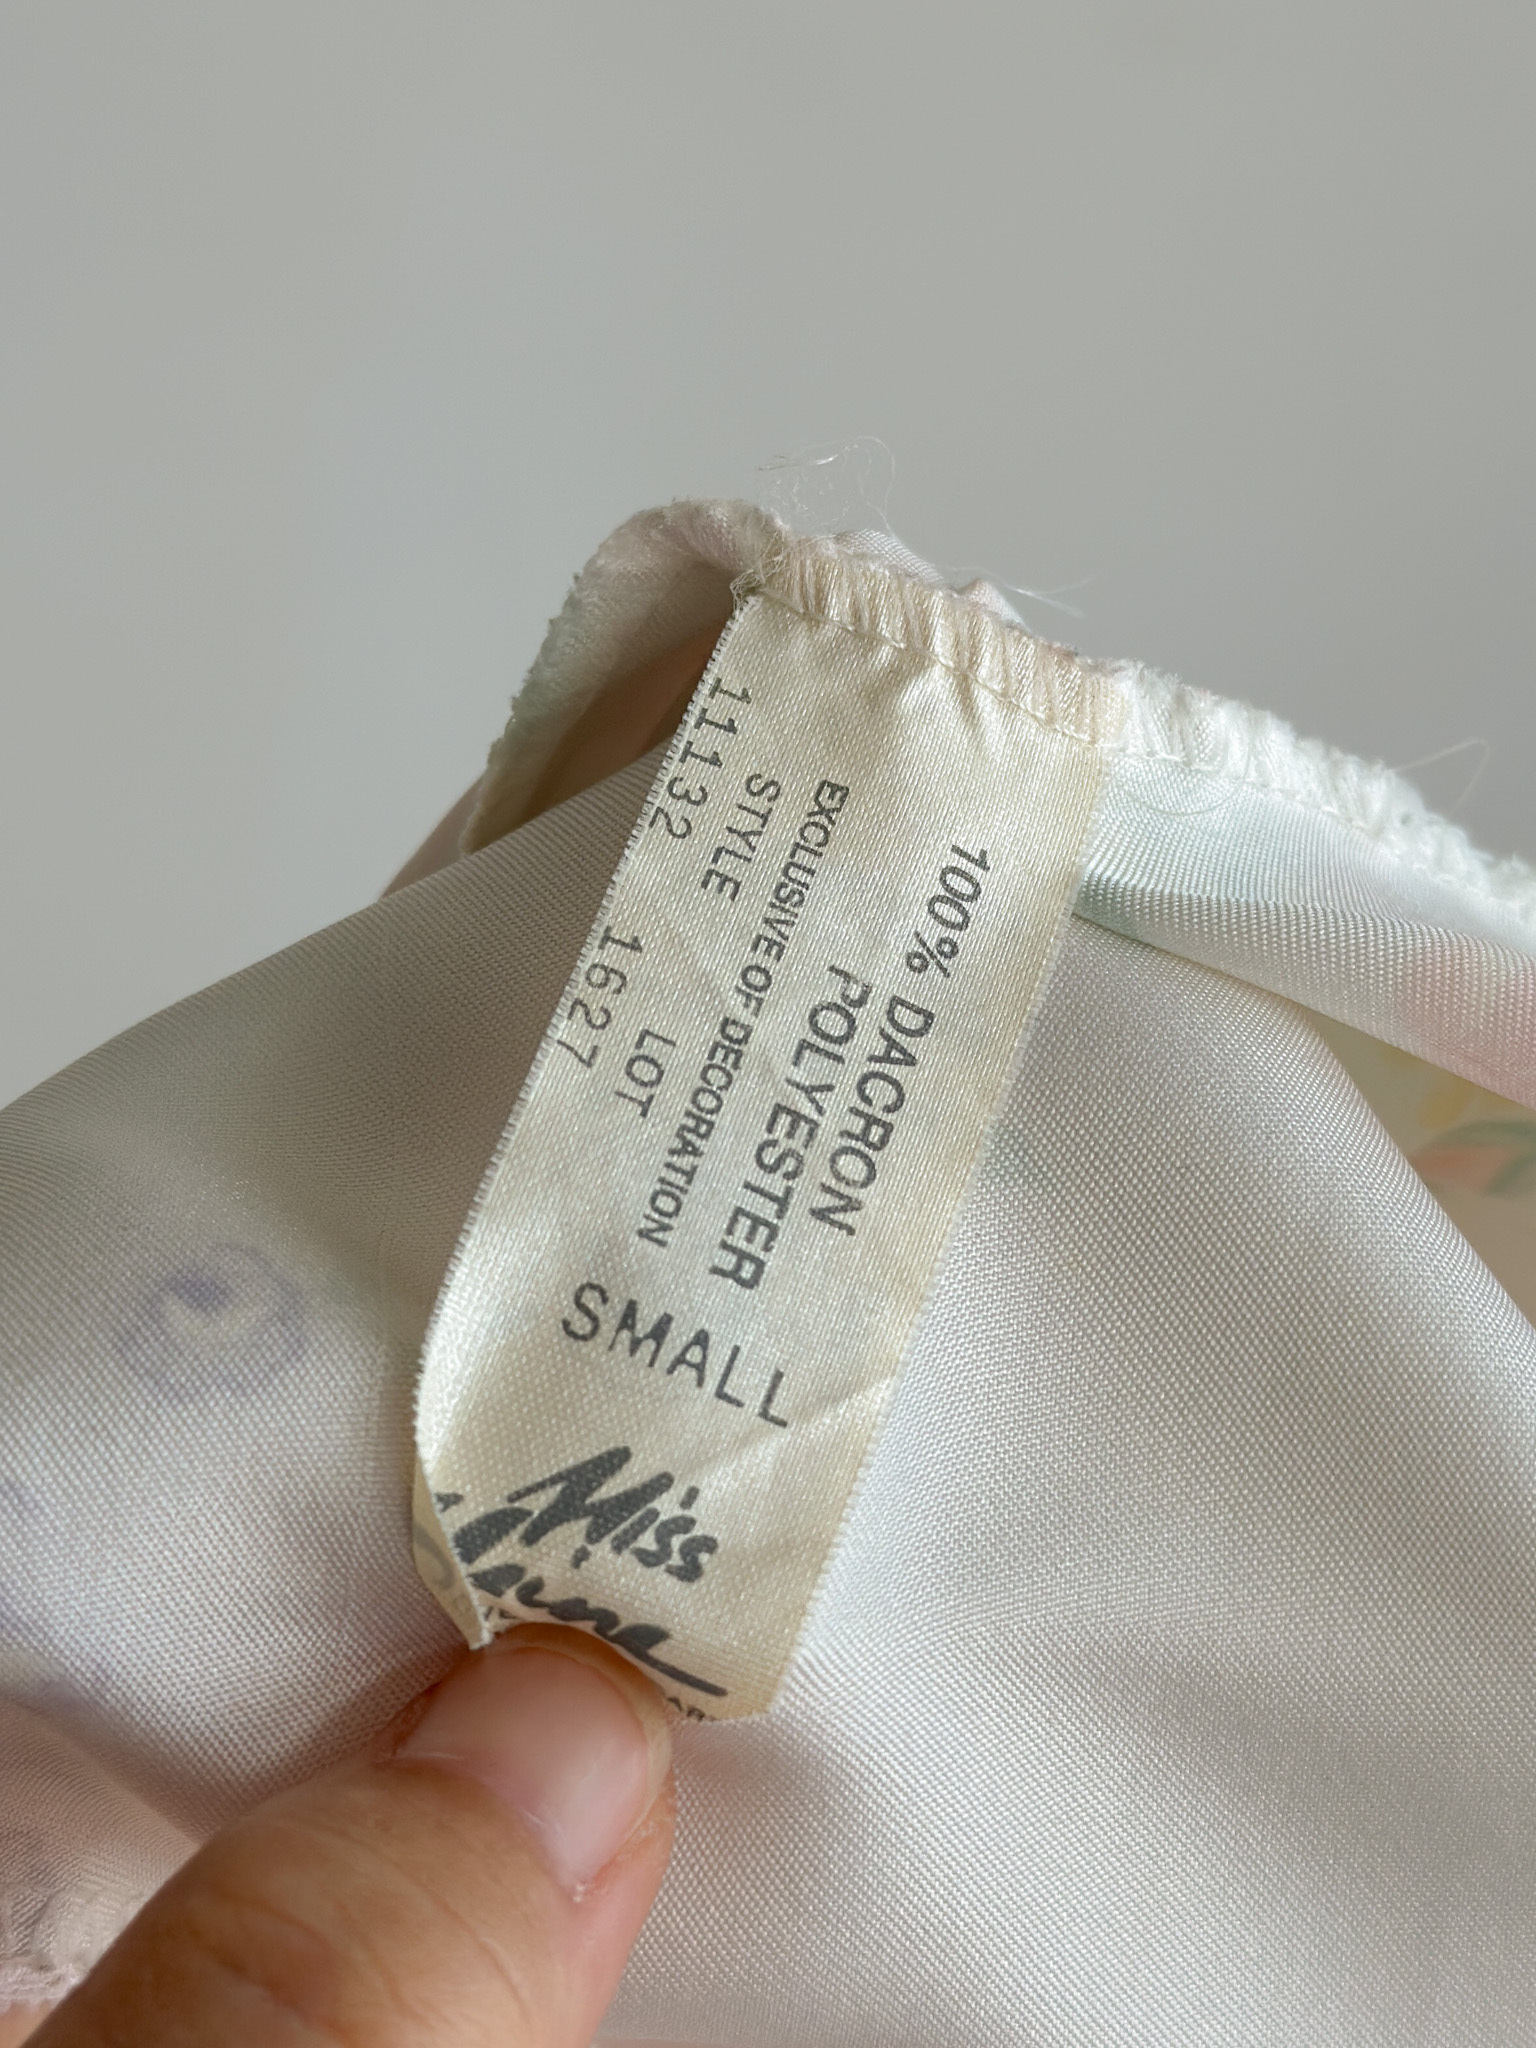 100% DACRON
POLYESTER
EXCLUSIVE OF DECORATION
STYLE LOT
11132 1627
SMALL
Miss